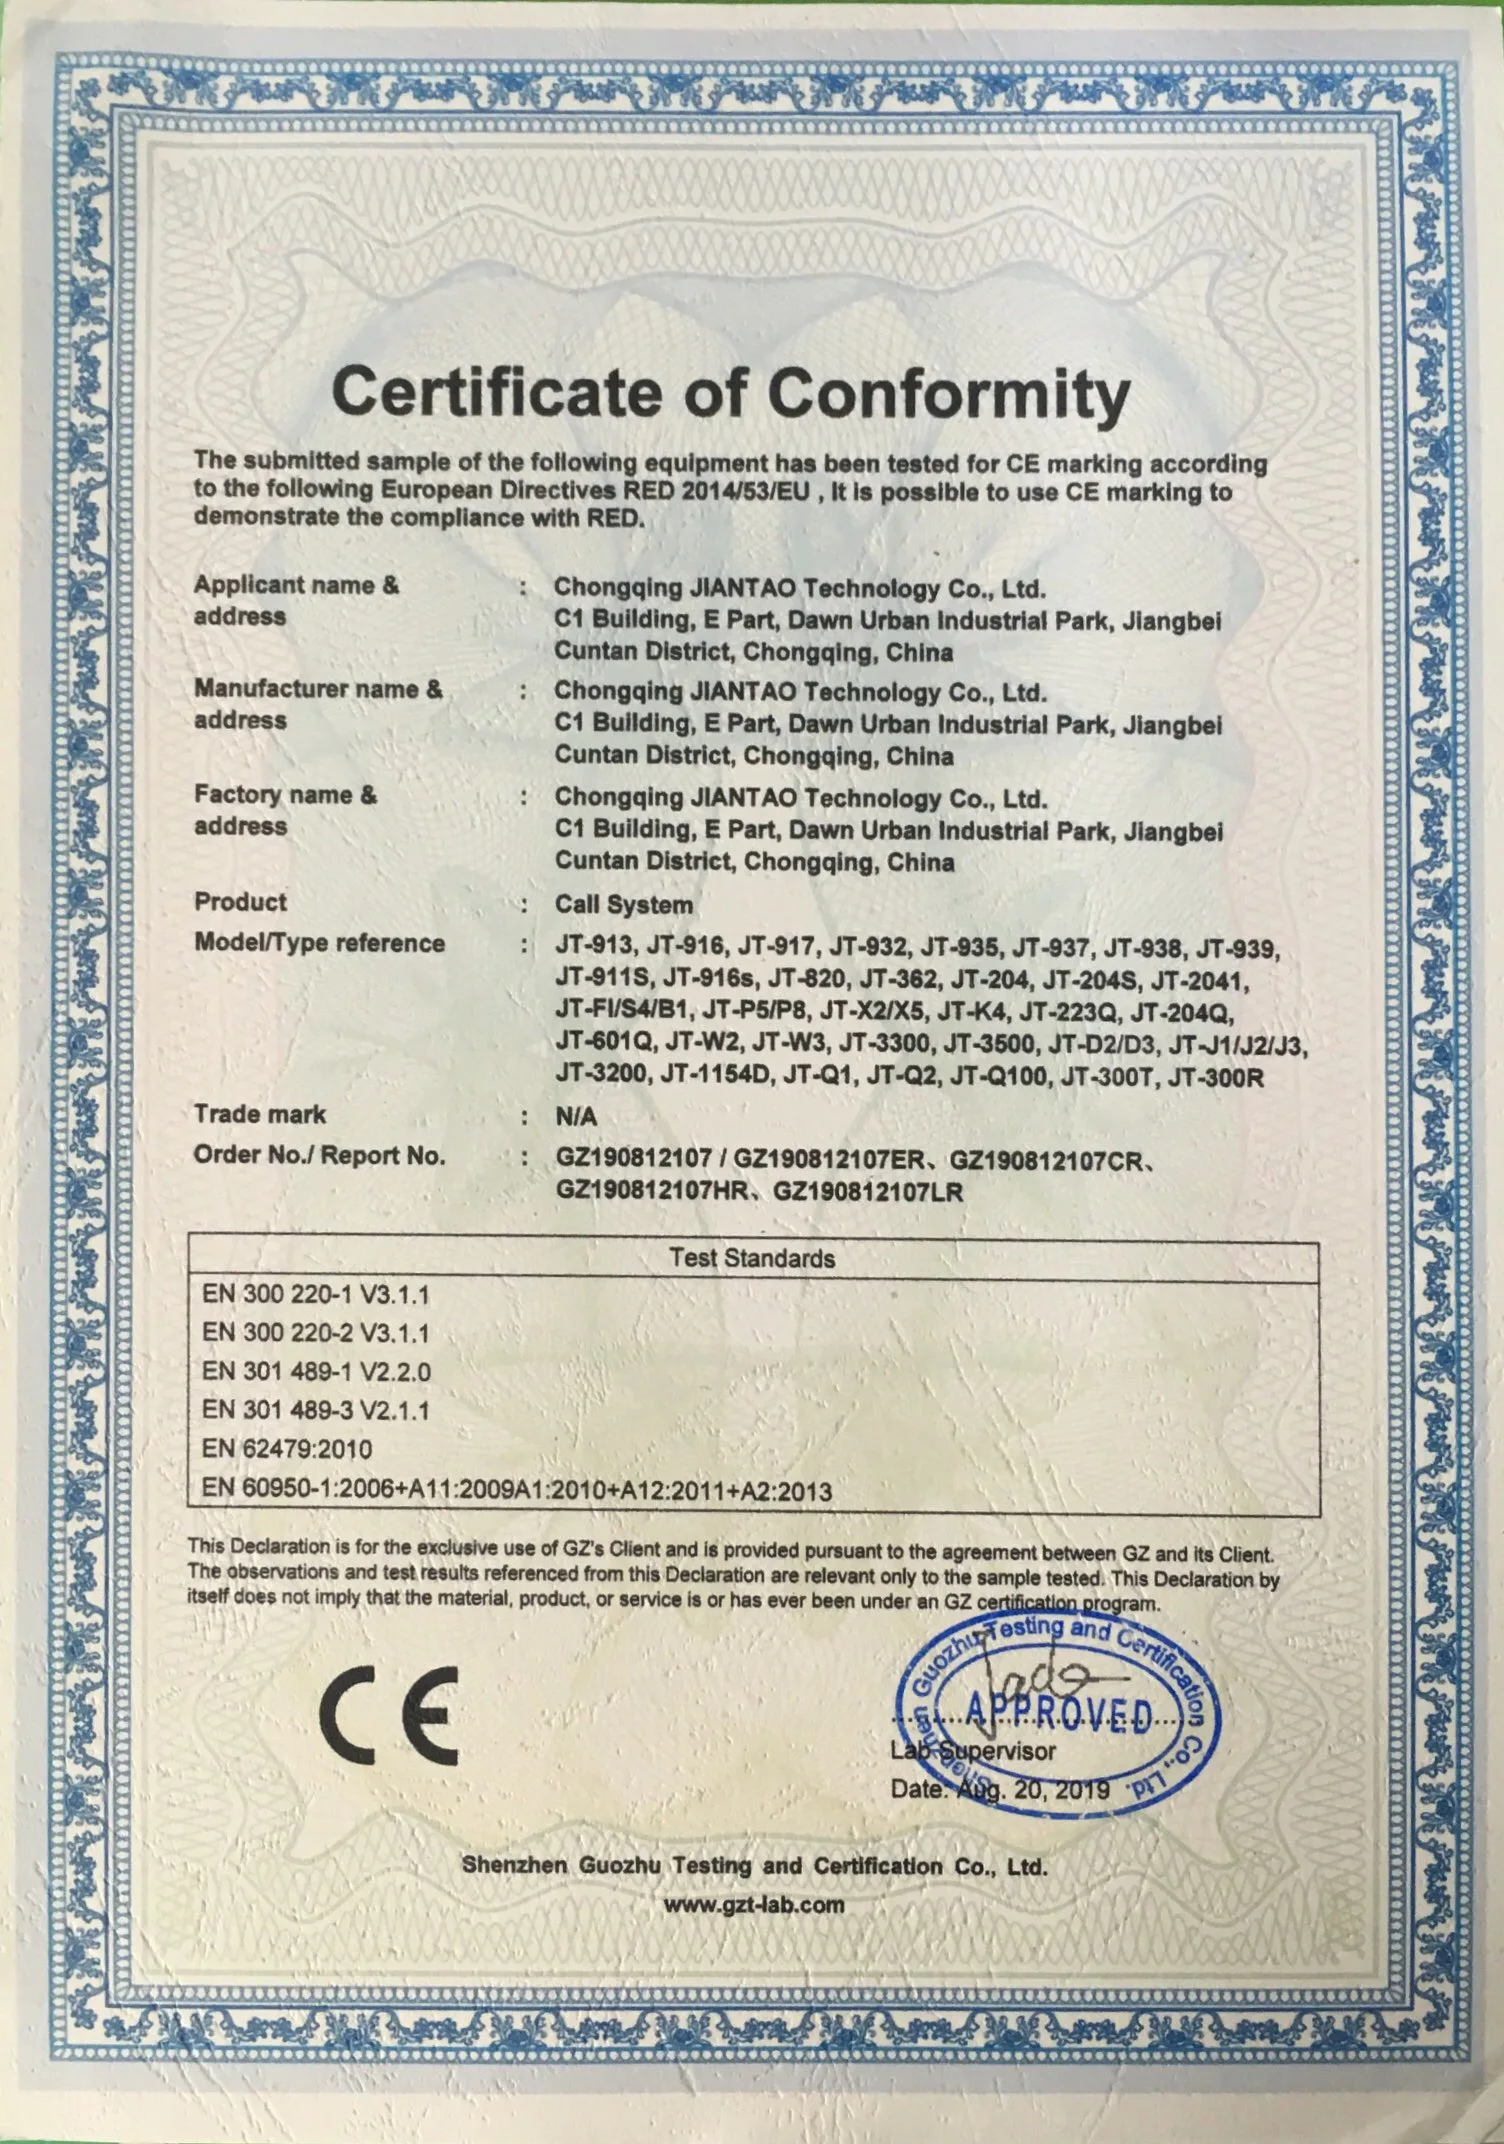 Certificate of Conformity
The submitted sample of the following equipment has been tested for CE marking according
to the following European Directives RED 2014/53/EU , It is possible to use CE marking to
demonstrate the compliance with RED.
Applicant name & : Chongqing JIANTAO Technology Co., Ltd.
address C1 Building, E Part, Dawn Urban Industrial Park, Jiangbei
Cuntan District, Chongqing, China
Manufacturer name & : Chongqing JIANTAO Technology Co., Ltd.
address C1 Building, E Part, Dawn Urban Industrial Park, Jiangbei
Cuntan District, Chongqing, China
Factory name & : Chongqing JIANTAO Technology Co., Ltd.
address C1 Building, E Part, Dawn Urban Industrial Park, Jiangbei
Cuntan District, Chongqing, China
Product : Call System
Model/Type reference : JT-913, JT-916, JT-917, JT-932, JT-935, JT-937, JT-938, JT-939,
JT-911S, JT-916s, JT-820, JT-362, JT-204, JT-204S, JT-2041,
JT-FI/S4/B1, JT-P5/P8, JT-X2/X5, JT-K4, JT-223Q, JT-204Q,
JT-601Q, JT-W2, JT-W3, JT-3300, JT-3500, JT-D2/D3, JT-J1/J2/J3,
JT-3200, JT-1154D, JT-Q1, JT-Q2, JT-Q100, JT-300T, JT-300R
Trade mark : N/A
Order No./ Report No. : GZ190812107 / GZ190812107ER、GZ190812107CR、
GZ190812107HR、GZ190812107LR
Test Standards
EN 300 220-1 V3.1.1
EN 300 220-2 V3.1.1
EN 301 489-1 V2.2.0
EN 301 489-3 V2.1.1
EN 62479:2010
EN 60950-1:2006+A11:2009A1:2010+A12:2011+A2:2013
This Declaration is for the exclusive use of GZ's Client and is provided pursuant to the agreement between GZ and its Client.
The observations and test results referenced from this Declaration are relevant only to the sample tested. This Declaration by
itself does not imply that the material, product, or service is or has ever been under an GZ certification program.
CE
Shenzhen Guozhu Testing and Certification Co., Ltd.
Jade
APPROVED
Lab Supervisor
Date: Aug. 20, 2019
Shenzhen Guozhu Testing and Certification Co., Ltd.
www.gzt-lab.com